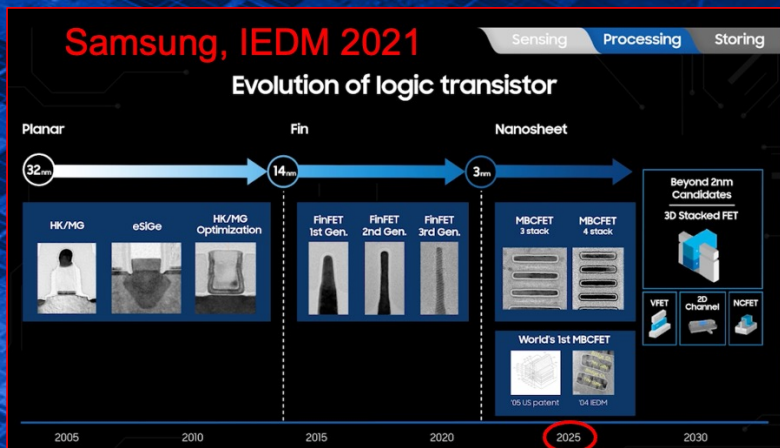 Samsung, IEDM 2021
Sensing Processing Storing
Evolution of logic transistor
Planar Fin Nanosheet
32nm 14nm 3nm
HK/MG eSiGe HK/MG Optimization
FinFET 1st Gen. FinFET 2nd Gen. FinFET 3rd Gen.
MBCFET 3 stack MBCFET 4 stack
World's 1st MBCFET
'05 US patent '04 IEDM
Beyond 2nm
Candidates
3D Stacked FET
VFET 2D Channel NCFET
2005 2010 2015 2020 2025 2030